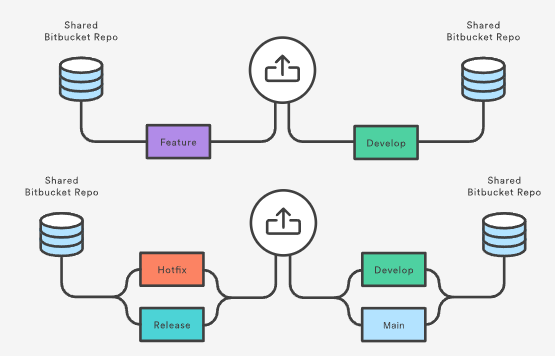 Shared
Bitbucket Repo
Shared
Bitbucket Repo
Feature
Develop
Shared
Bitbucket Repo
Shared
Bitbucket Repo
Hotfix
Develop
Release
Main